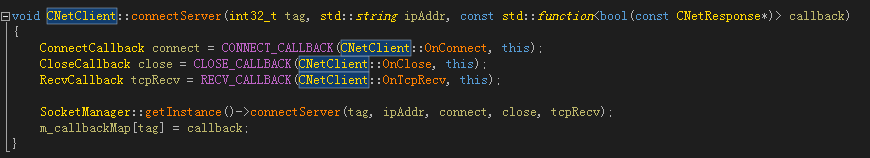 void CNetClient::connectServer(int32_t tag, std::string ipAddr, const std::function<bool(const CNetResponse*)> callback)
{
ConnectCallback connect = CONNECT_CALLBACK(CNetClient::OnConnect, this);
CloseCallback close = CLOSE_CALLBACK(CNetClient::OnClose, this);
RecvCallback tcpRecv = RECV_CALLBACK(CNetClient::OnTcpRecv, this);
SocketManager::getInstance()->connectServer(tag, ipAddr, connect, close, tcpRecv);
m_callbackMap[tag] = callback;
}